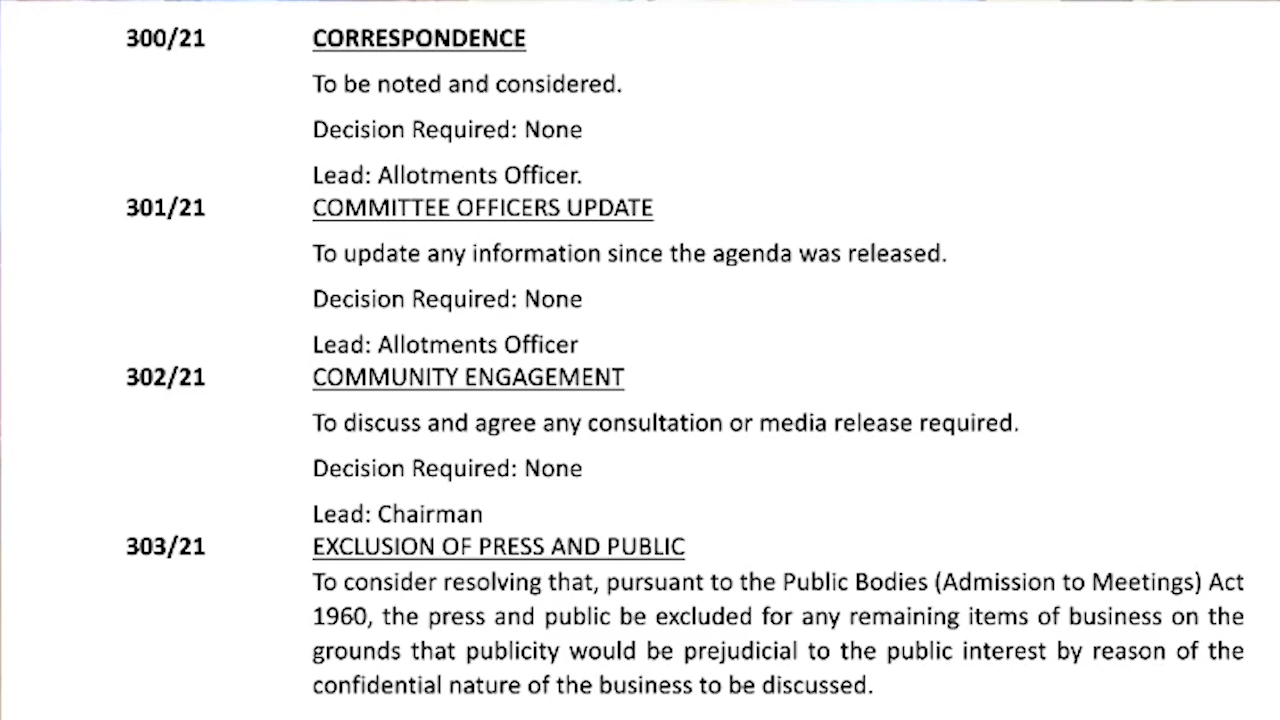 300/21 CORRESPONDENCE
To be noted and considered.
Decision Required: None
Lead: Allotments Officer.
301/21 COMMITTEE OFFICERS UPDATE
To update any information since the agenda was released.
Decision Required: None
Lead: Allotments Officer
302/21 COMMUNITY ENGAGEMENT
To discuss and agree any consultation or media release required.
Decision Required: None
Lead: Chairman
303/21 EXCLUSION OF PRESS AND PUBLIC
To consider resolving that, pursuant to the Public Bodies (Admission to Meetings) Act
1960, the press and public be excluded for any remaining items of business on the
grounds that publicity would be prejudicial to the public interest by reason of the
confidential nature of the business to be discussed.